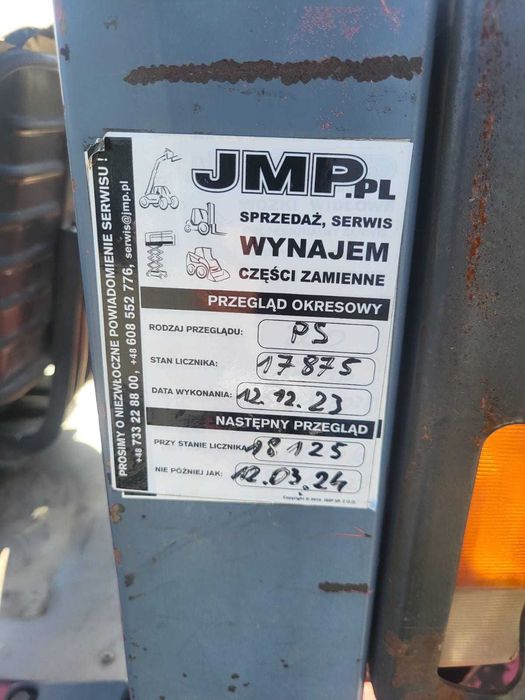 JMP.PL
SPRZEDAŻ, SERWIS
WYNAJEM
CZĘŚCI ZAMIENNE
PRZEGLĄD OKRESOWY
RODZAJ PRZEGLĄDU: PS
STAN LICZNIKA: 17875
DATA WYKONANIA: 12.12.23
NASTĘPNY PRZEGLĄD
PRZY STANIE LICZNIKA: 18125
NIE PÓŹNIEJ JAK: 12.03.24
PROSIMY O NIEZWŁOCZNE POWIADOMIENIE SERWISU !
+48 733 22 88 00, +48 608 552 776, serwis@jmp.pl